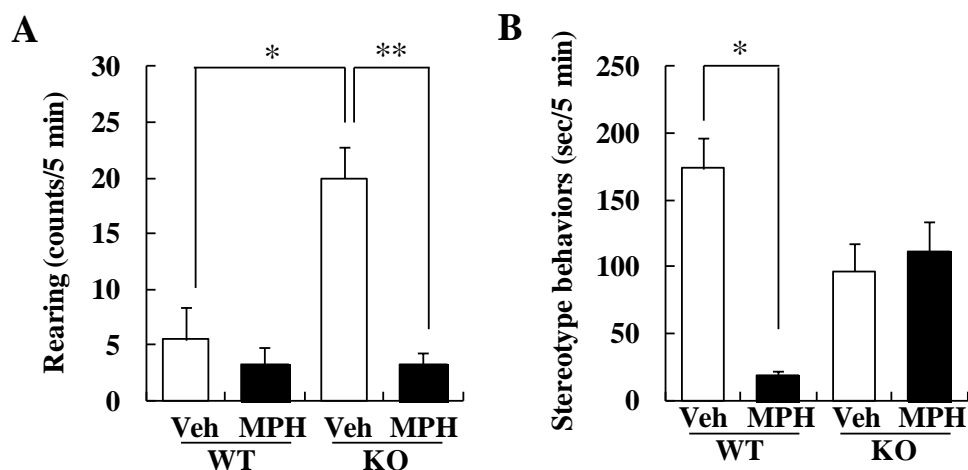 A
Rearing (counts/5 min)
30
25
20
15
10
5
0
*
**
Veh MPH Veh MPH
WT KO
B
Stereotype behaviors (sec/5 min)
250
200
150
100
50
0
*
Veh MPH Veh MPH
WT KO